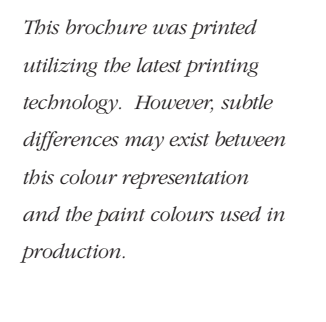 This brochure was printed
utilizing the latest printing
technology.  However, subtle
differences may exist between
this colour representation
and the paint colours used in
production.